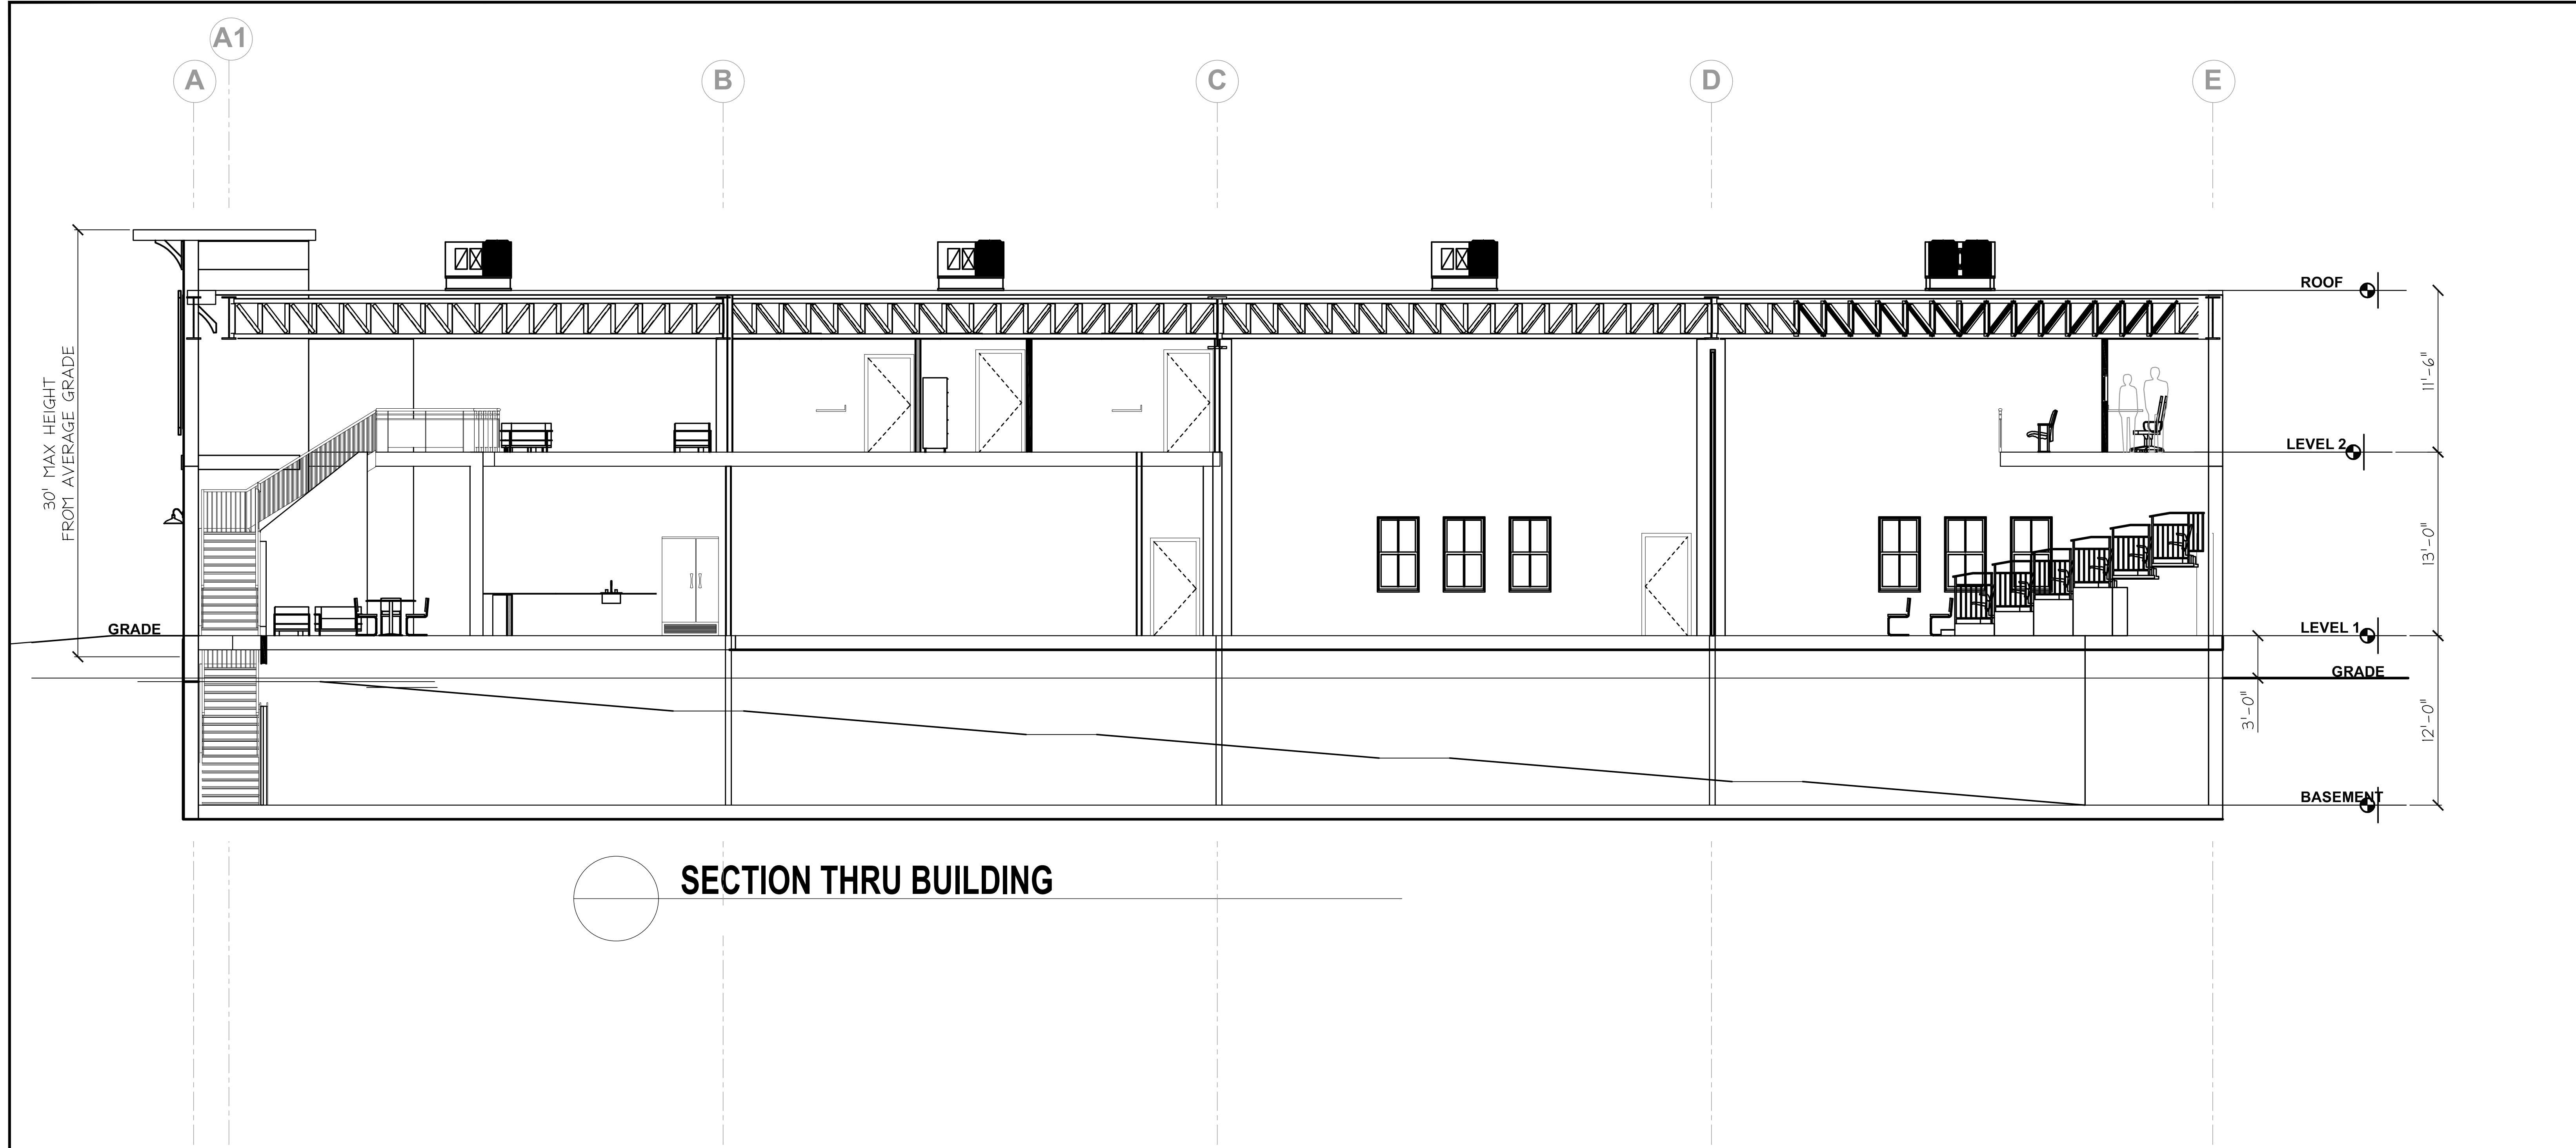 A1
A
B
C
D
E
30' MAX HEIGHT
FROM AVERAGE GRADE
ROOF
11'-6"
LEVEL 2
13'-0"
GRADE
LEVEL 1
GRADE
3'-0"
12'-0"
BASEMENT
SECTION THRU BUILDING